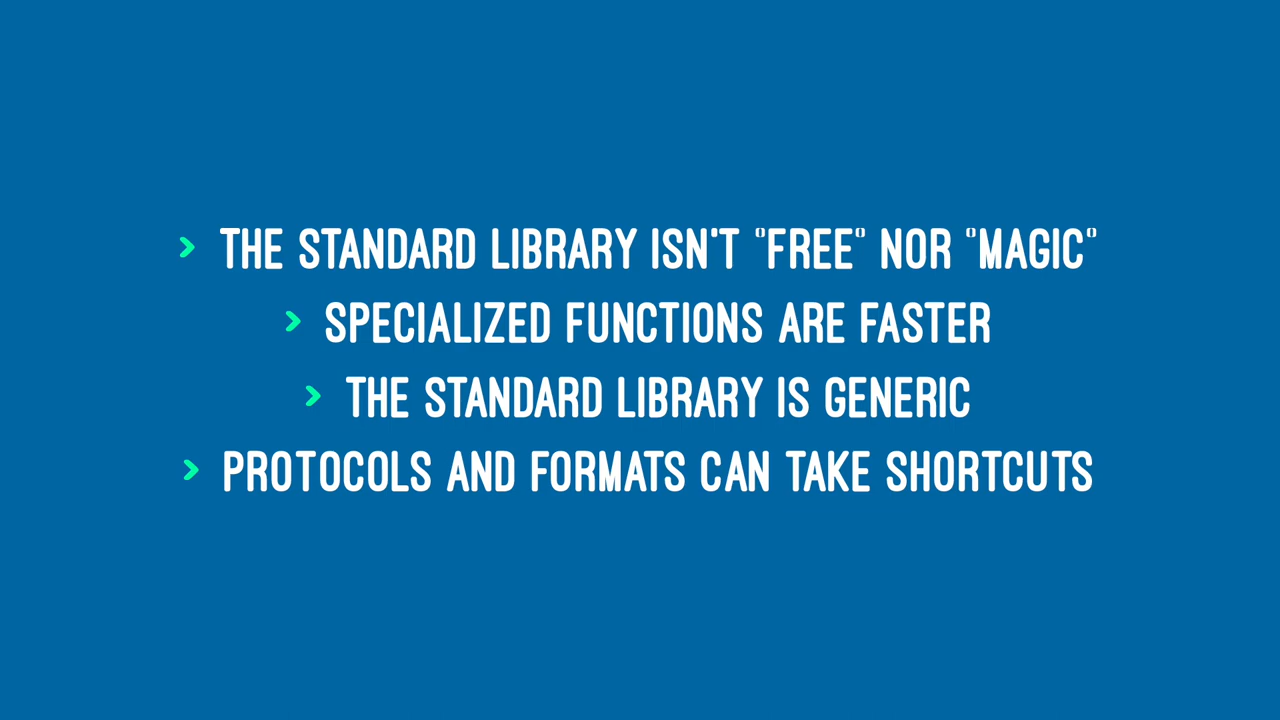 › THE STANDARD LIBRARY ISN'T "FREE" NOR "MAGIC"
› SPECIALIZED FUNCTIONS ARE FASTER
› THE STANDARD LIBRARY IS GENERIC
› PROTOCOLS AND FORMATS CAN TAKE SHORTCUTS